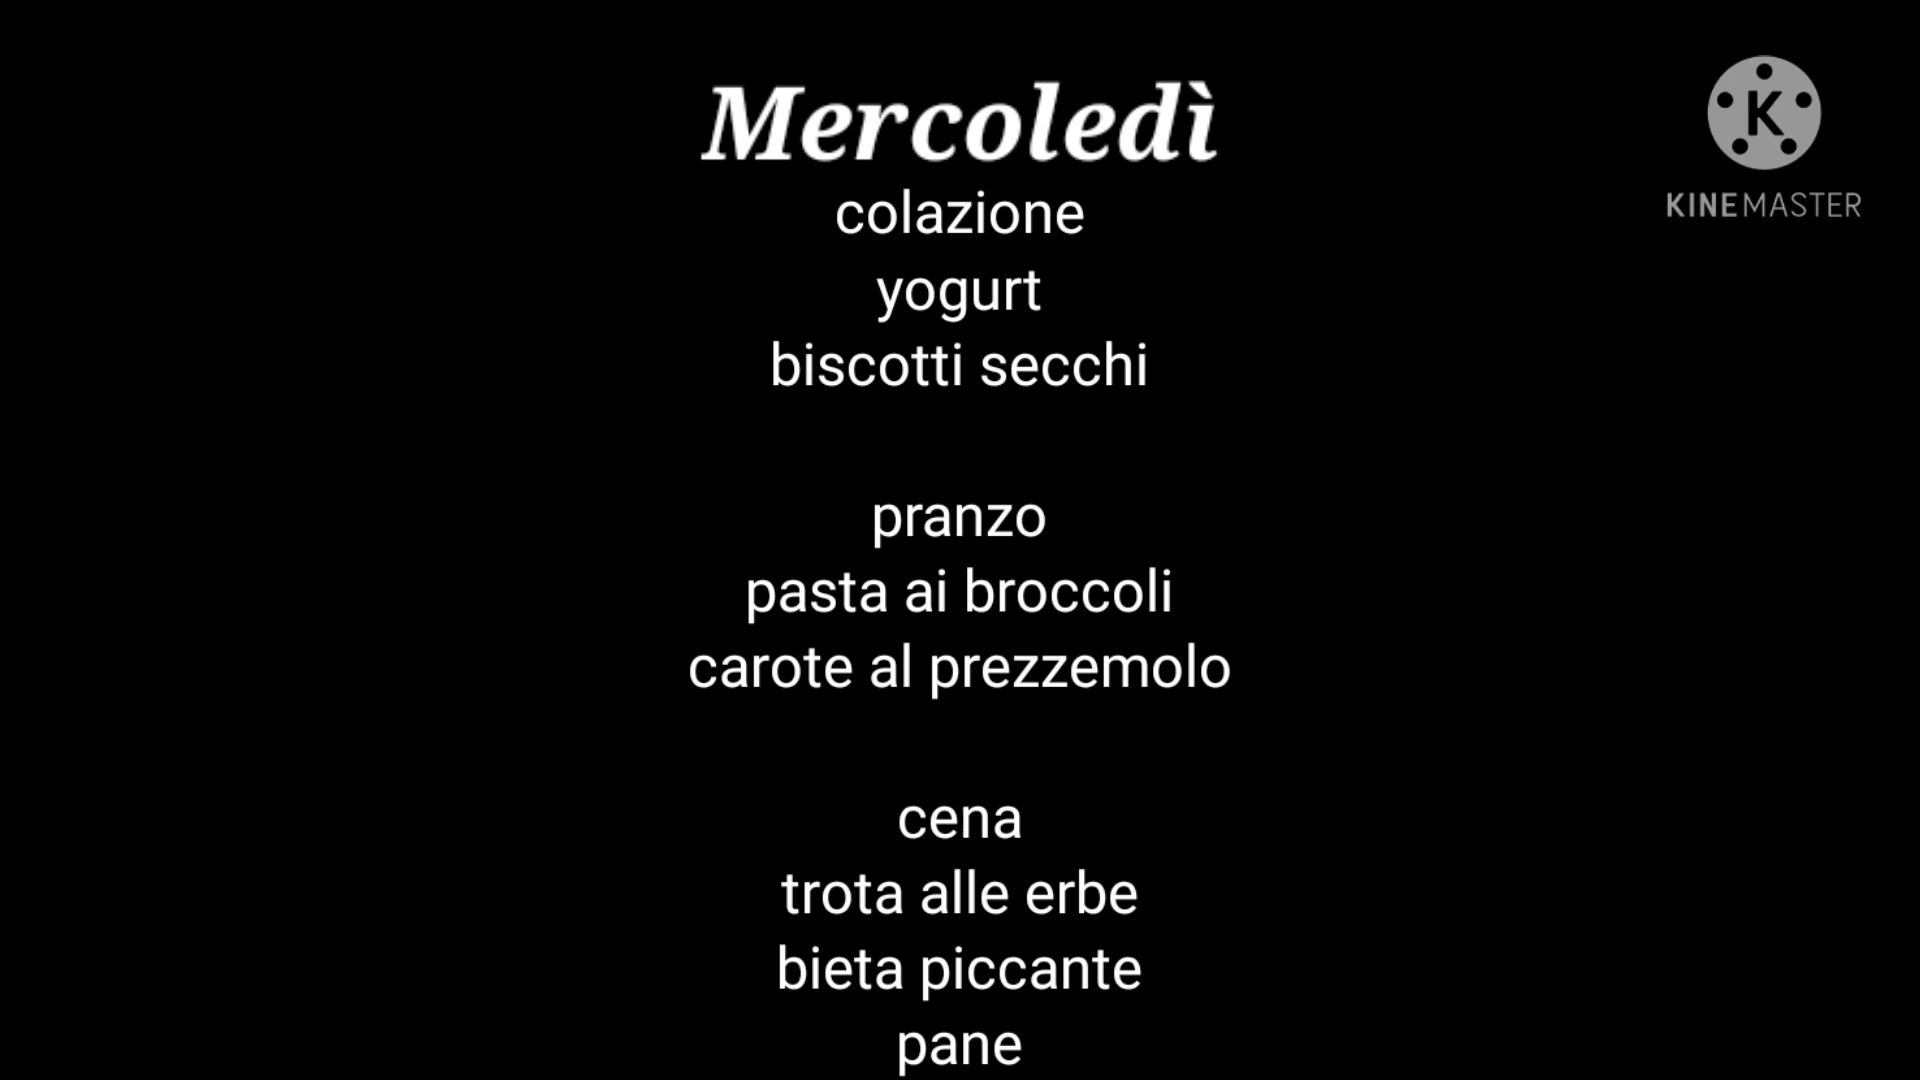 Mercoledì
K
KINEMASTER
colazione
yogurt
biscotti secchi
pranzo
pasta ai broccoli
carote al prezzemolo
cena
trota alle erbe
bieta piccante
pane